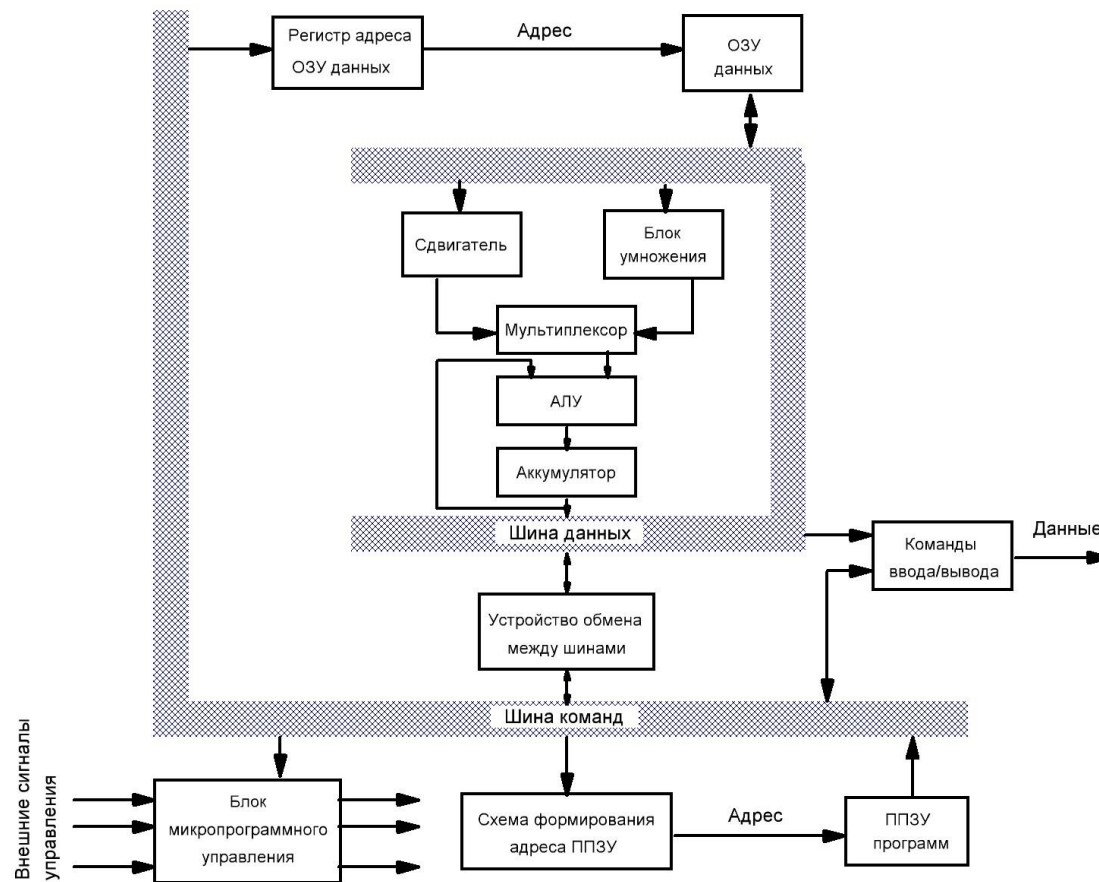 Регистр адреса
ОЗУ данных
Адрес
ОЗУ
данных
Сдвигатель
Блок
умножения
Мультиплексор
АЛУ
Аккумулятор
Шина данных
Команды
ввода/вывода
Данные
Устройство обмена
между шинами
Шина команд
Внешние сигналы
управления
Блок
микропрограммного
управления
Схема формирования
адреса ППЗУ
Адрес
ППЗУ
программ